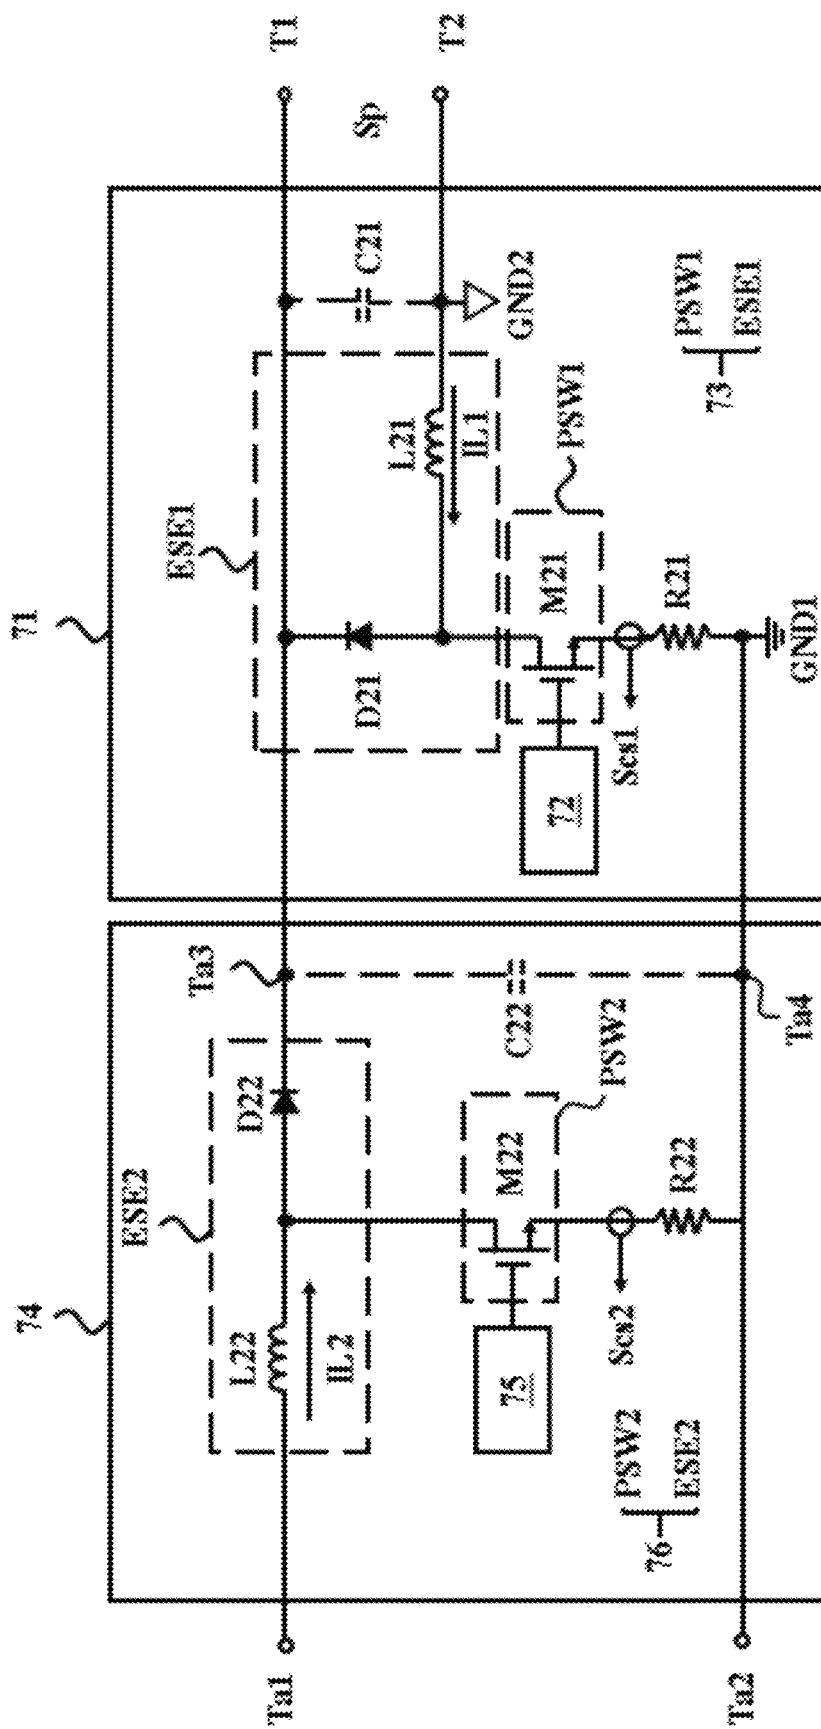 74
71
ESE2
ESE1
Ta3
T1
Ta1
L22
IL2
D22
D21
L21
IL1
C21
Sp
T2
GND2
C22
M22
PSW2
M21
PSW1
75
72
Scs2
R22
Scs1
R21
PSW2
ESE2
76
PSW1
ESE1
73
Ta2
Ta4
GND1